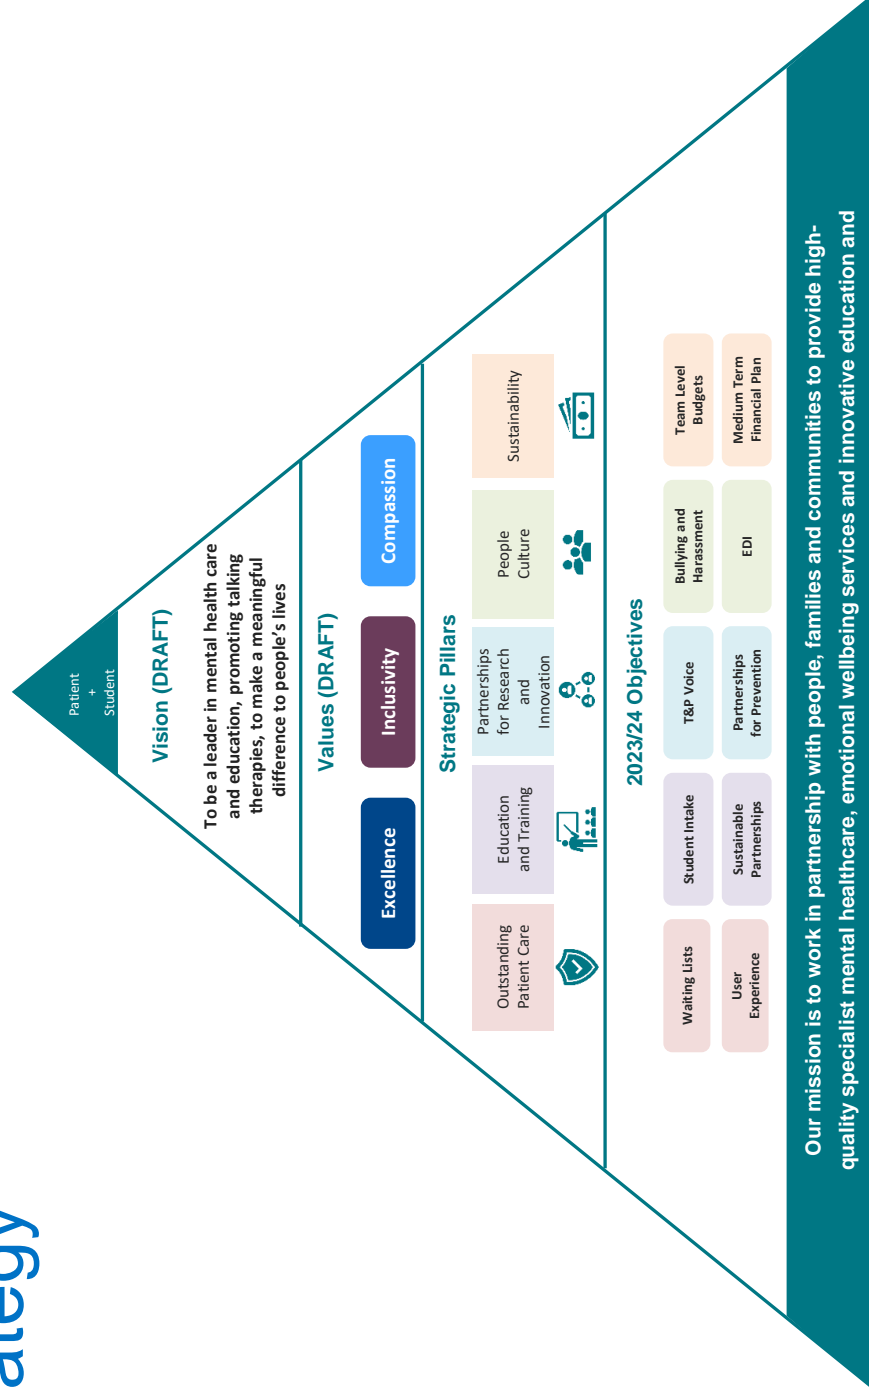 ategy
Patient
+
Student
Vision (DRAFT)
To be a leader in mental health care
and education, promoting talking
therapies, to make a meaningful
difference to people's lives
Values (DRAFT)
Excellence
Inclusivity
Compassion
Strategic Pillars
Outstanding
Patient Care
Education
and Training
Partnerships
for Research
and
Innovation
People
Culture
Sustainability
2023/24 Objectives
Waiting Lists
Student Intake
T&P Voice
Bullying and
Harassment
Team Level
Budgets
User
Experience
Sustainable
Partnerships
Partnerships
for Prevention
EDI
Medium Term
Financial Plan
Our mission is to work in partnership with people, families and communities to provide high-
quality specialist mental healthcare, emotional wellbeing services and innovative education and